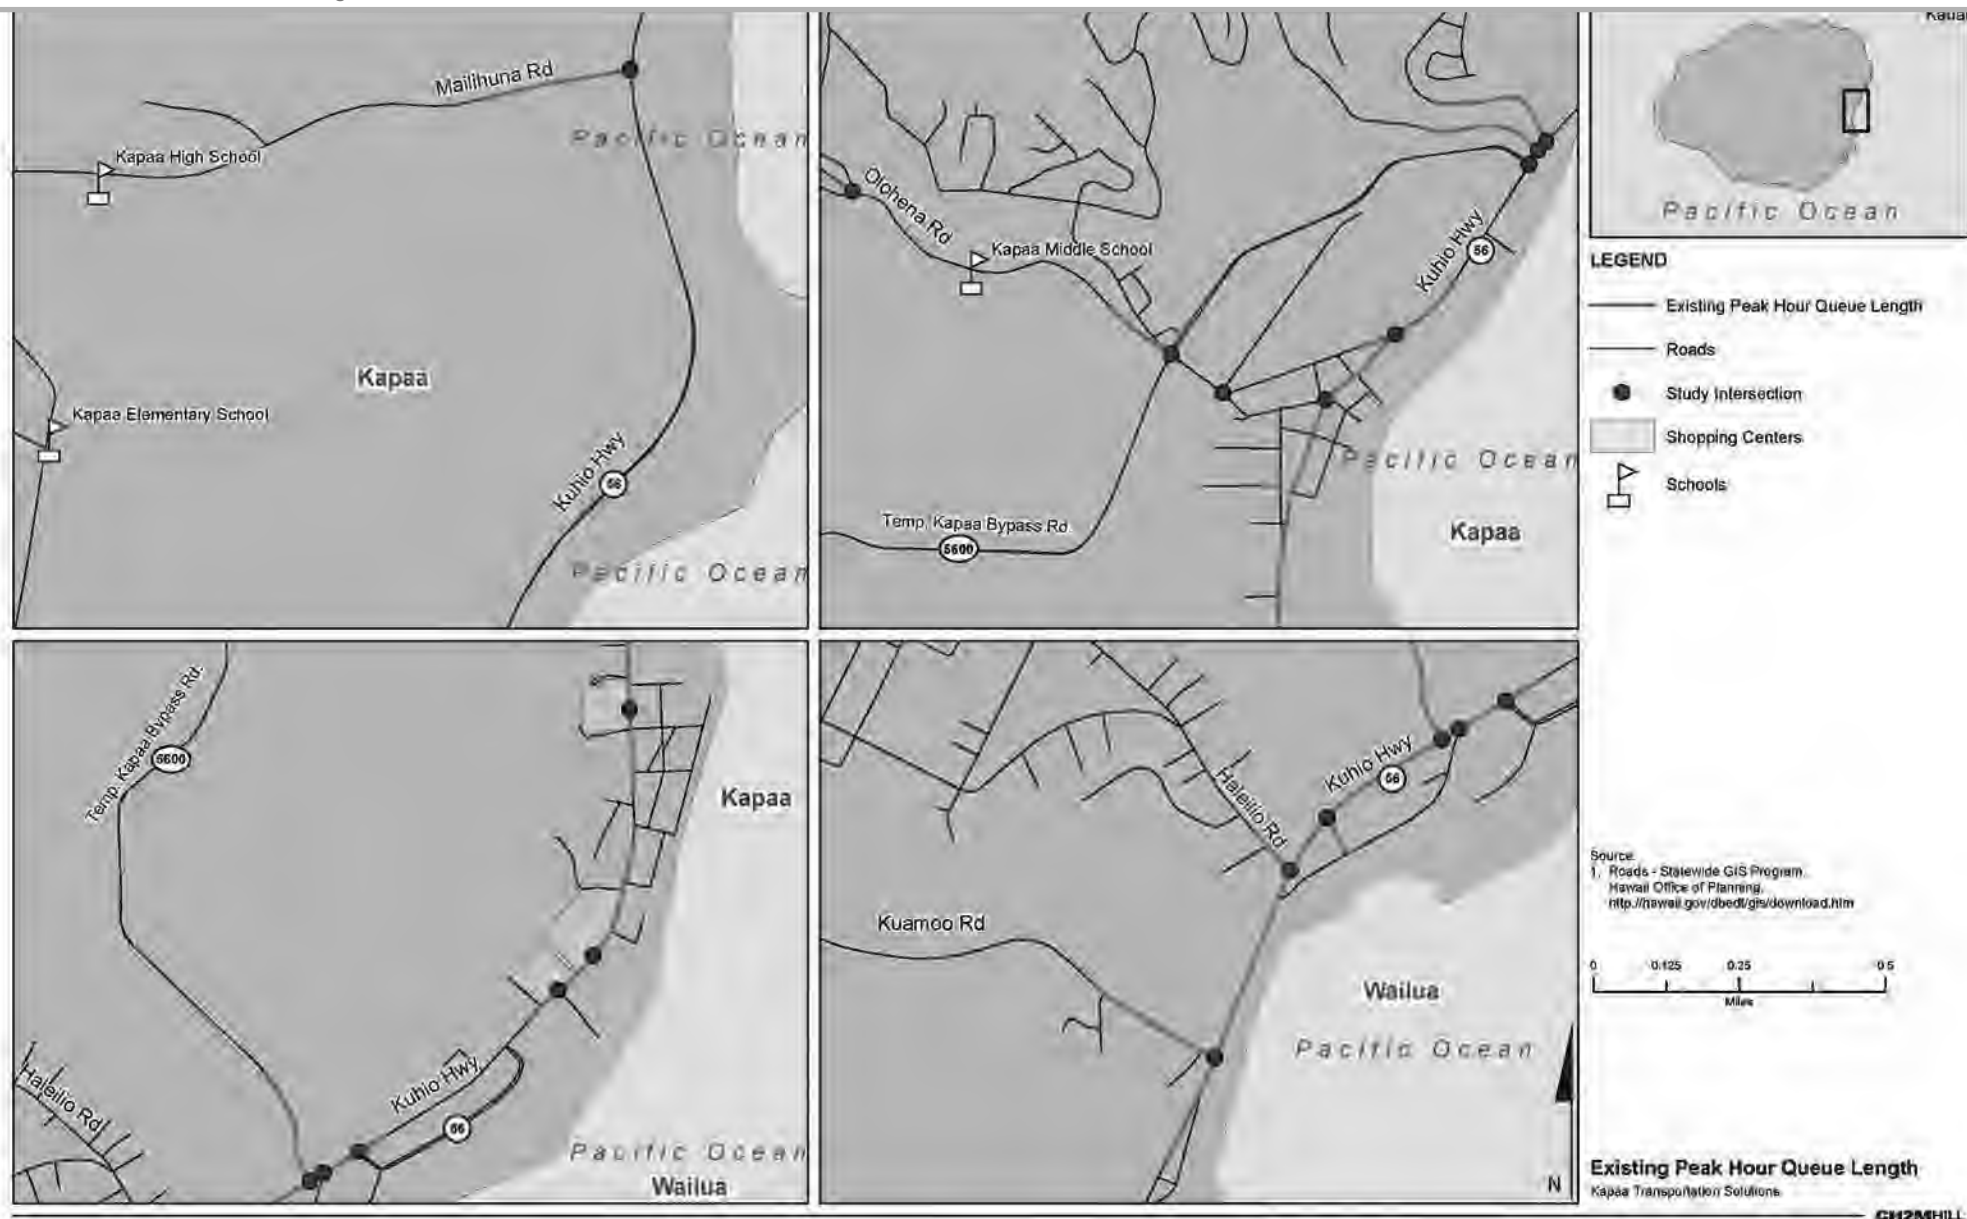 Mailihuna Rd
Pacific Ocean
Kapaa High School
Kapaa
Kapaa Elementary School
Kuhio Hwy
56
Pacific Ocean
Olohena Rd
Kapaa Middle School
Kuhio Hwy
56
Pacific Ocean
Temp. Kapaa Bypass Rd
5600
Kapaa
Pacific Ocean
LEGEND
Existing Peak Hour Queue Length
Roads
Study Intersection
Shopping Centers
Schools
Temp. Kapaa Bypass Rd.
5600
Kapaa
Haleilio Rd
Kuhio Hwy
56
Pacific Ocean
Wailua
Haleilio Rd
Kuhio Hwy
56
Kuamoo Rd
Wailua
Pacific Ocean
N
Source:
1. Roads - Statewide GIS Program,
Hawaii Office of Planning,
http://hawaii.gov/dbedt/gis/download.htm
0 0.125 0.25 0.5
Miles
Existing Peak Hour Queue Length
Kapaa Transportation Solutions
CH2MHILL